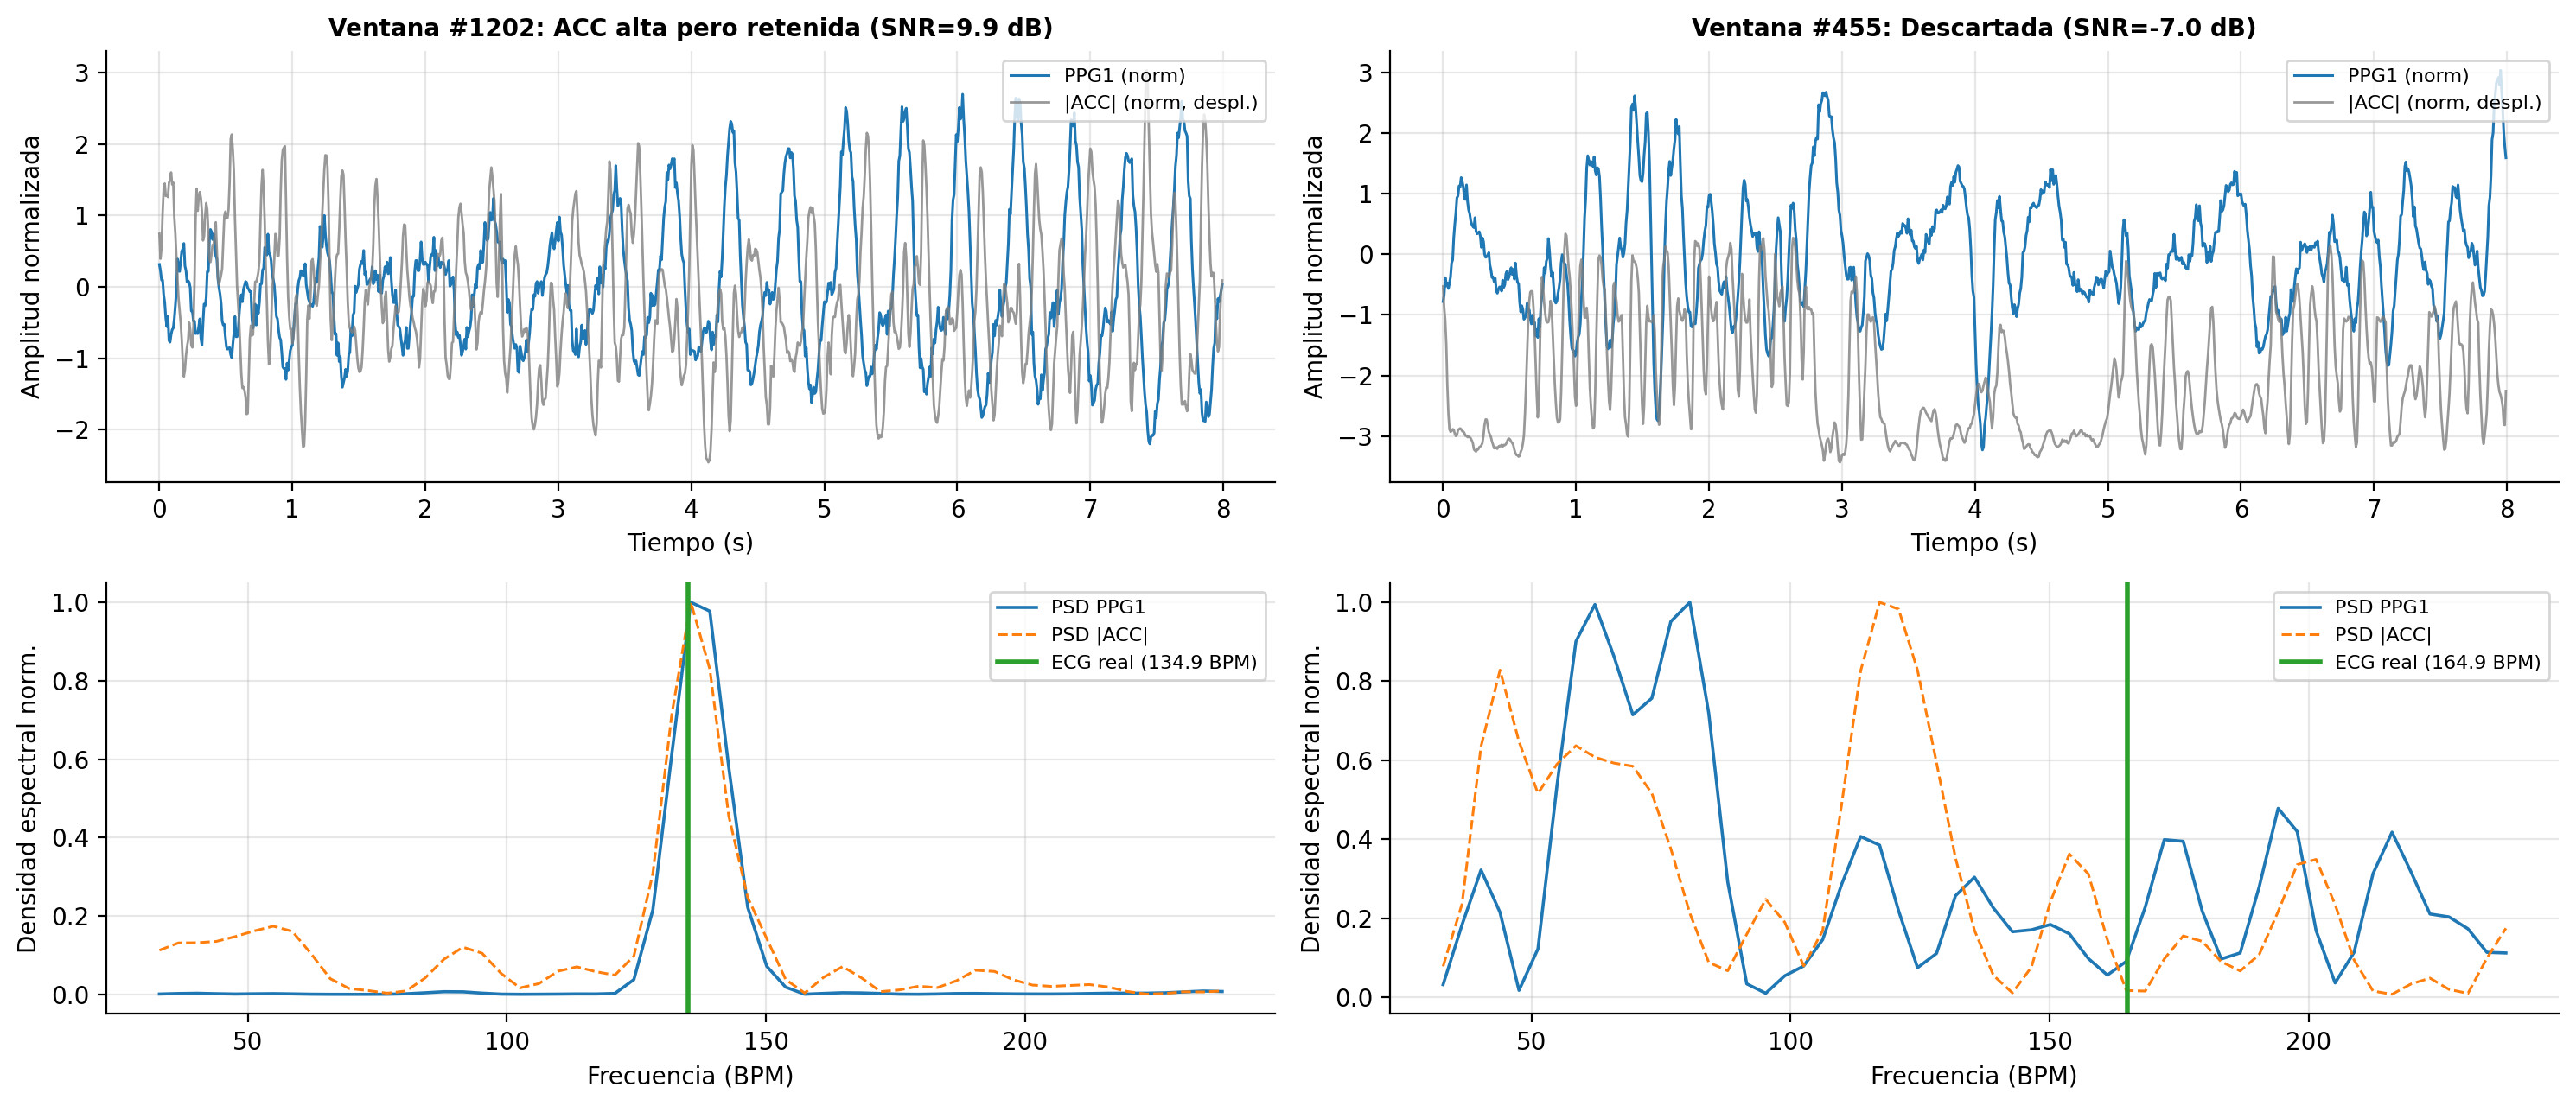 Ventana #1202: ACC alta pero retenida (SNR=9.9 dB)
PPG1 (norm)
|ACC| (norm, despl.)
Amplitud normalizada
3
2
1
0
−1
−2
0 1 2 3 4 5 6 7 8
Tiempo (s)
Ventana #455: Descartada (SNR=-7.0 dB)
PPG1 (norm)
|ACC| (norm, despl.)
Amplitud normalizada
3
2
1
0
−1
−2
−3
0 1 2 3 4 5 6 7 8
Tiempo (s)
PSD PPG1
PSD |ACC|
ECG real (134.9 BPM)
Densidad espectral norm.
1.0
0.8
0.6
0.4
0.2
0.0
50 100 150 200
Frecuencia (BPM)
PSD PPG1
PSD |ACC|
ECG real (164.9 BPM)
Densidad espectral norm.
1.0
0.8
0.6
0.4
0.2
0.0
50 100 150 200
Frecuencia (BPM)